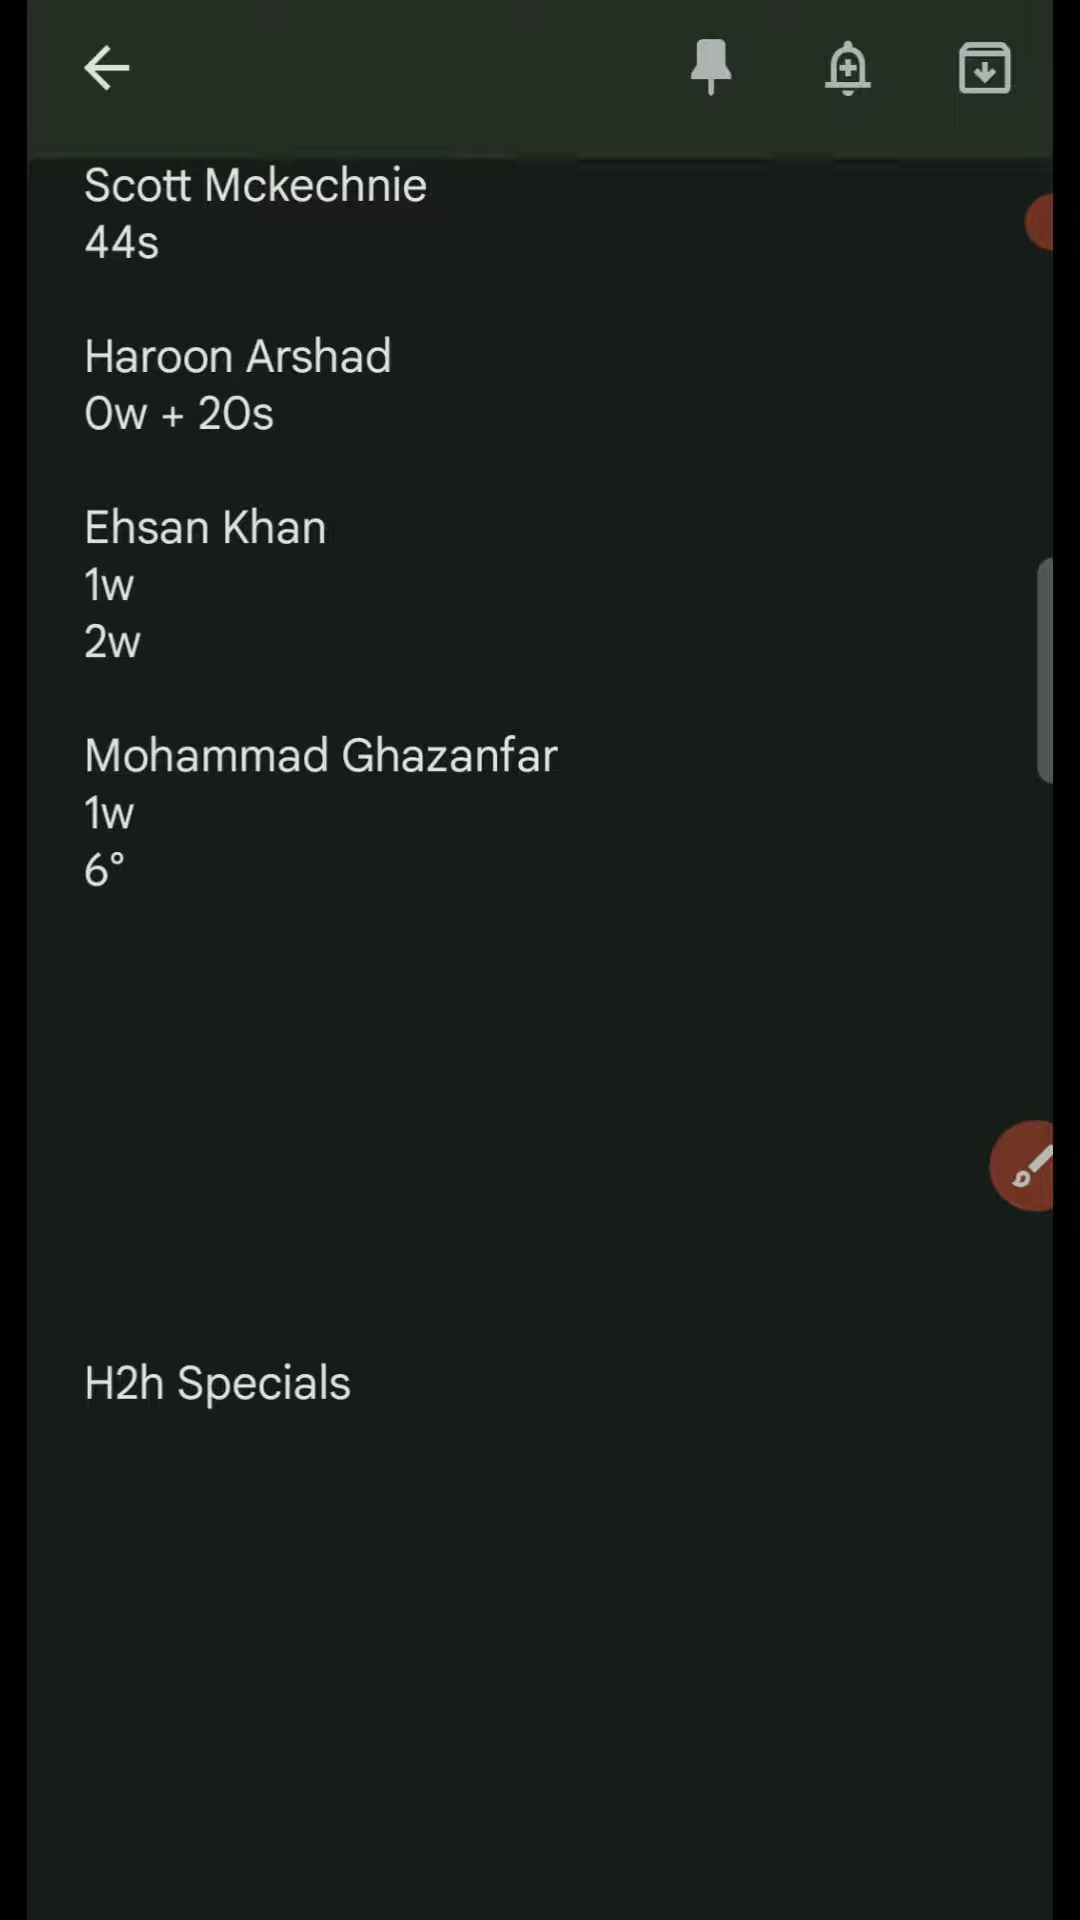 Scott Mckechnie
44s
Haroon Arshad
0w + 20s
Ehsan Khan
1w
2w
Mohammad Ghazanfar
1w
6°
H2h Specials